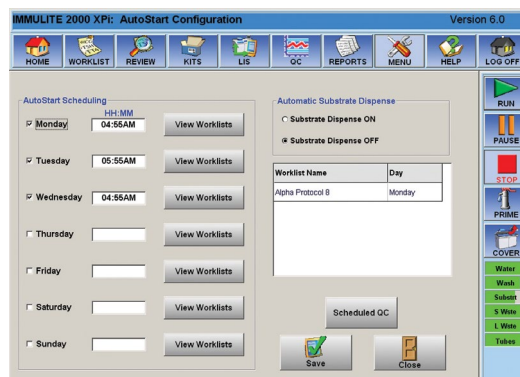 IMMULITE 2000 XPi: AutoStart Configuration Version 6.0
HOME WORKLIST REVIEW KITS LIS QC REPORTS MENU HELP LOG OFF
AutoStart Scheduling
HH:MM
Monday 04:55AM View Worklists
Tuesday 05:55AM View Worklists
Wednesday 04:55AM View Worklists
Thursday View Worklists
Friday View Worklists
Saturday View Worklists
Sunday View Worklists
Automatic Substrate Dispense
Substrate Dispense ON
Substrate Dispense OFF
Worklist Name Day
Alpha Protocol 8 Monday
Scheduled QC
Save Close
RUN
PAUSE
STOP
PRIME
COVER
Water
Wash
Substrt
S Wste
L Wste
Tubes